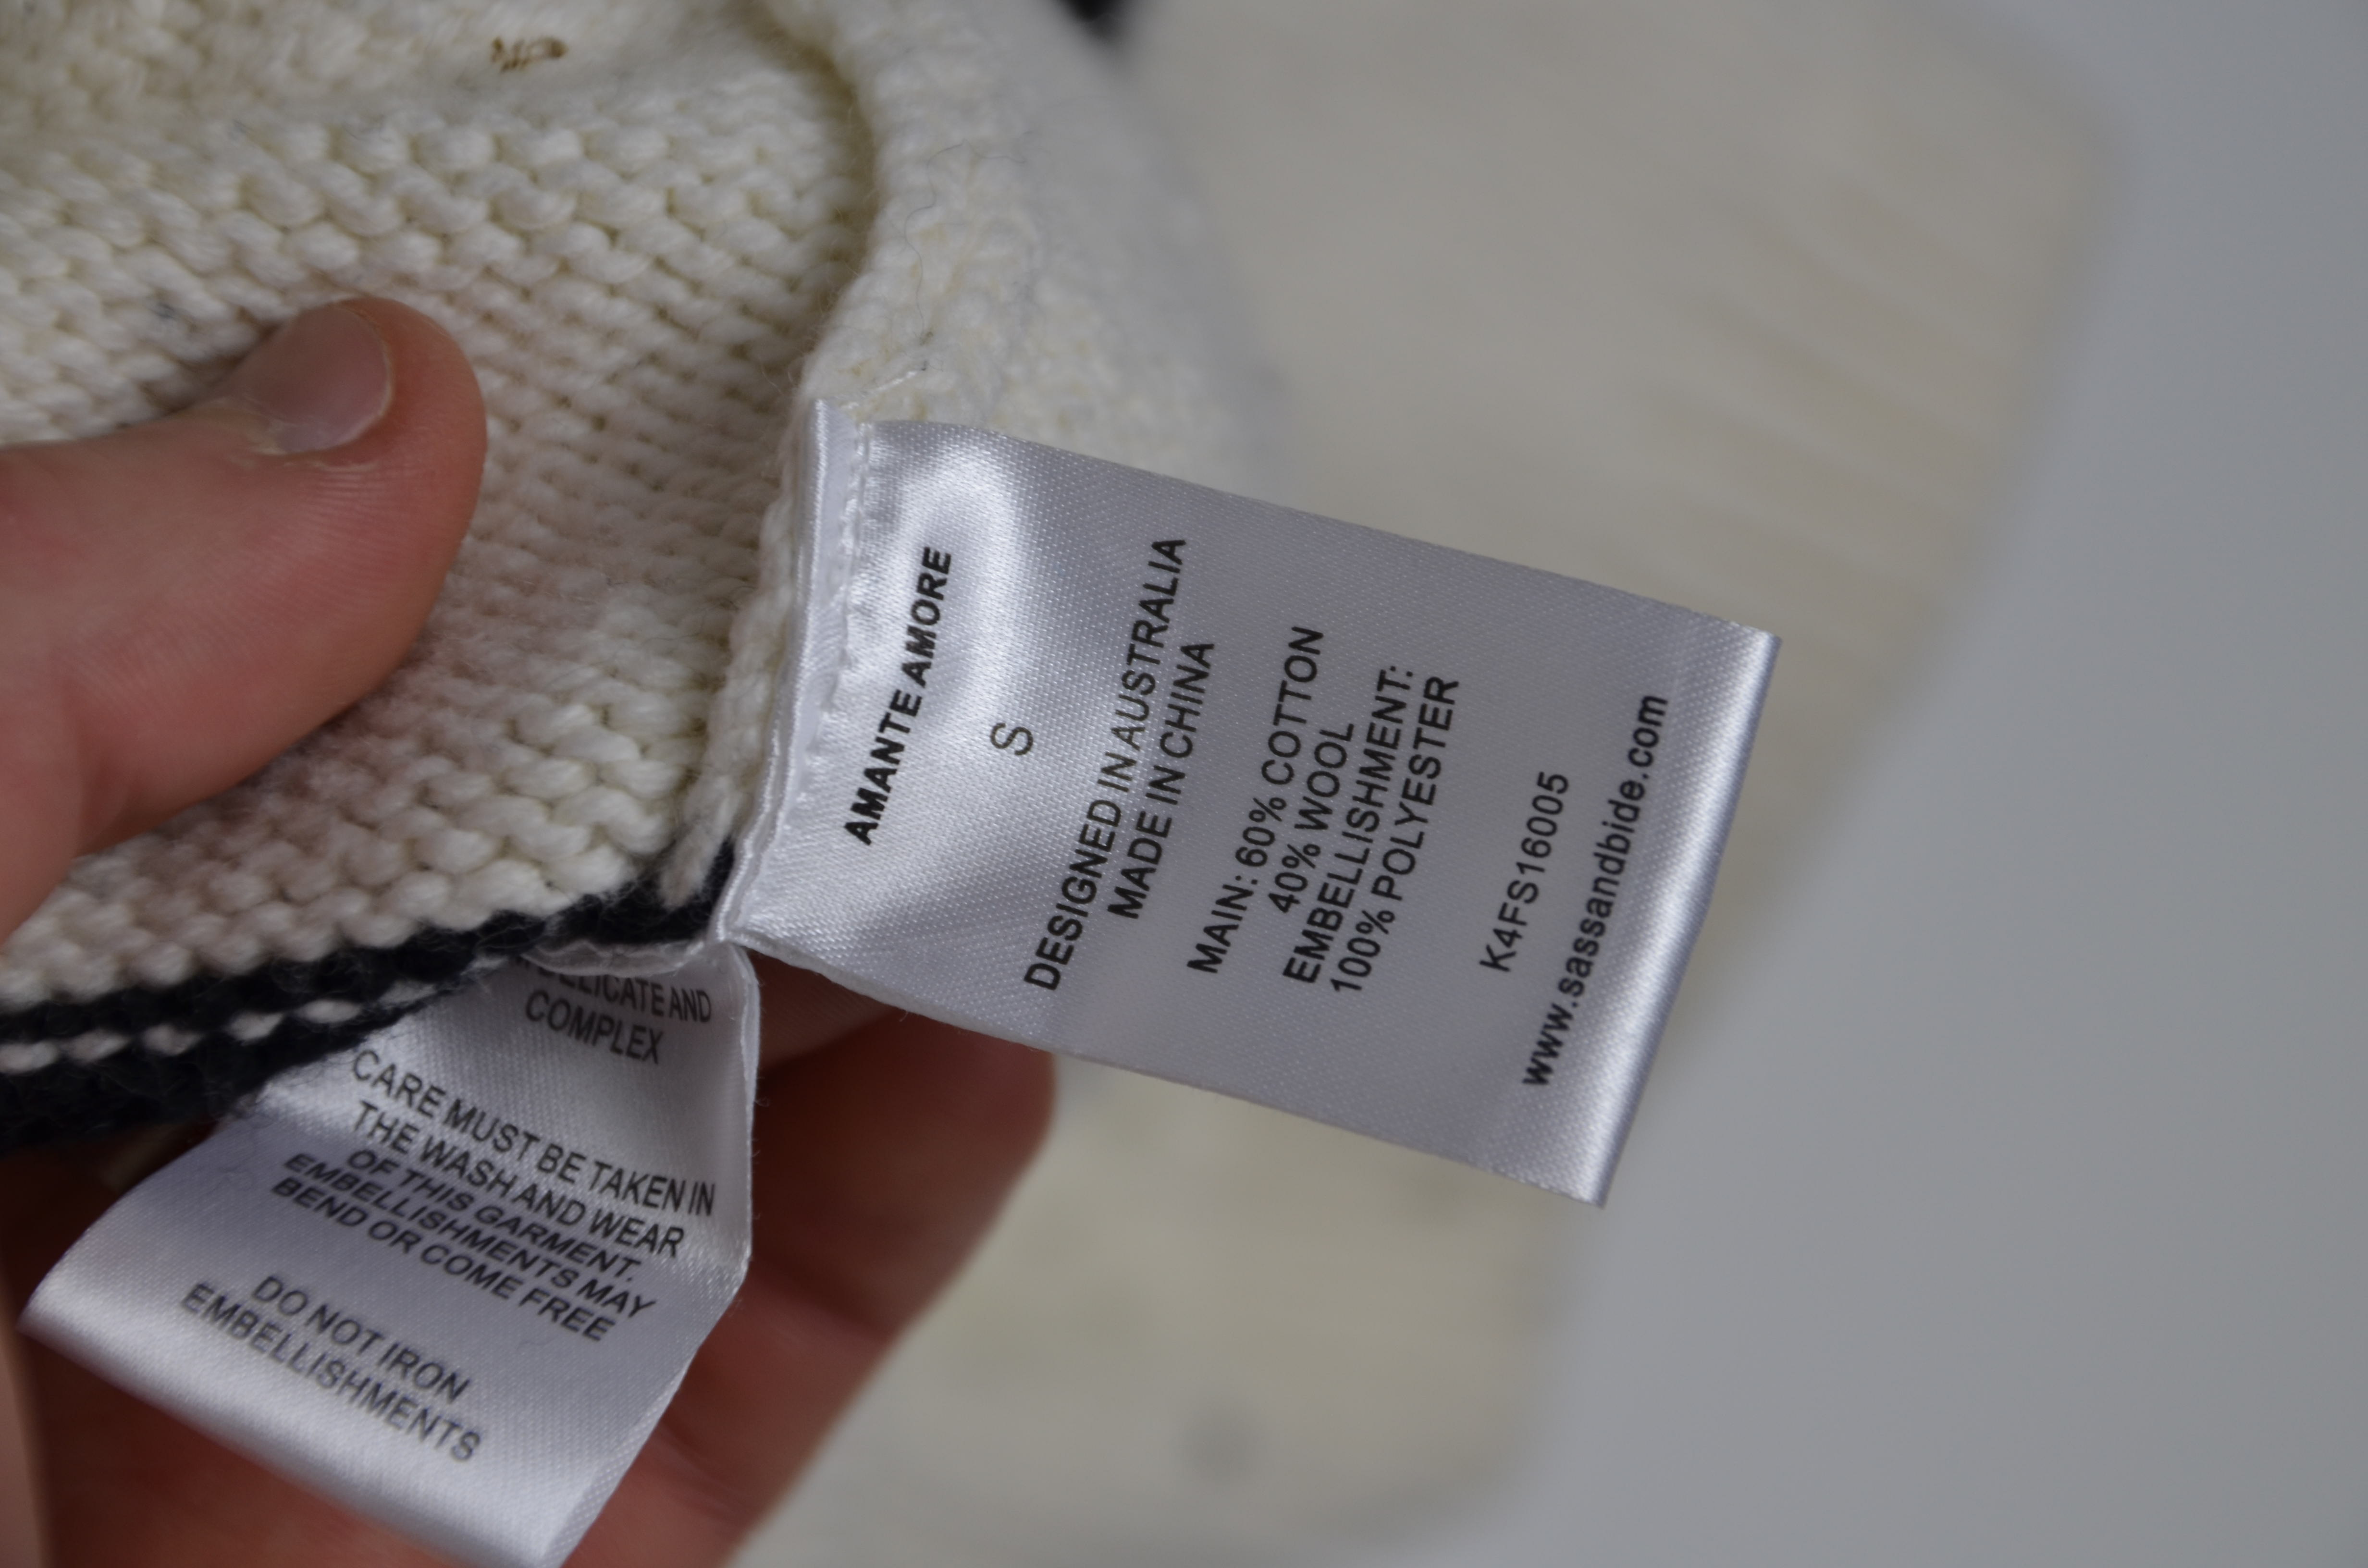 AMANTE AMORE
S
DESIGNED IN AUSTRALIA
MADE IN CHINA
MAIN: 60% COTTON
40% WOOL
EMBELLISHMENT:
100% POLYESTER
K4FS16005
www.sassandbide.com
AND
COMPLEX
CARE MUST BE TAKEN IN
THE WASH AND WEAR
OF THIS GARMENT.
EMBELLISHMENTS MAY
BEND OR COME FREE
DO NOT IRON
EMBELLISHMENTS